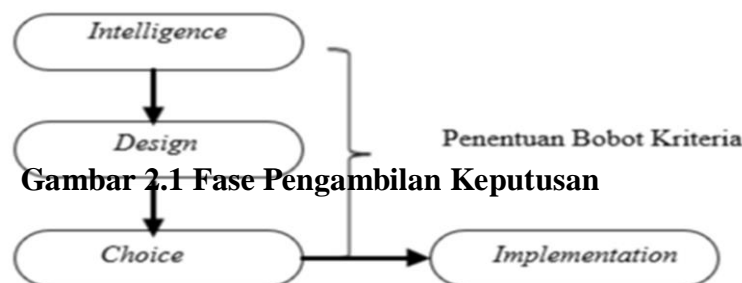 Intelligence
Design
Penentuan Bobot Kriteria
Gambar 2.1 Fase Pengambilan Keputusan
Choice
Implementation